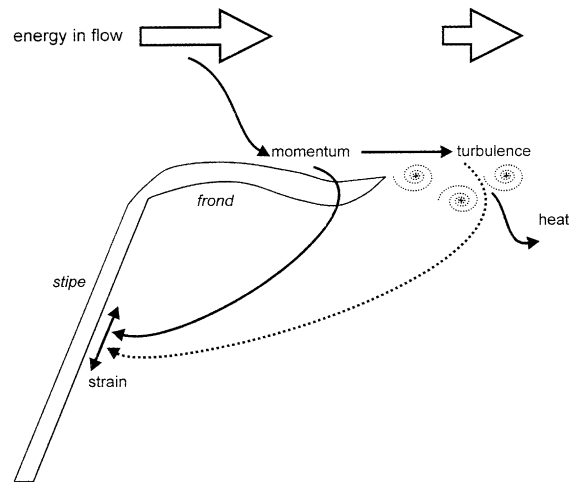 energy in flow
momentum
turbulence
frond
heat
stipe
strain